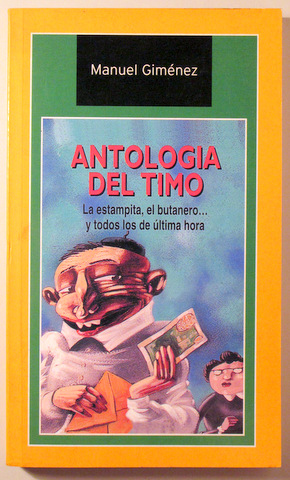 Manuel Giménez
ANTOLOGIA
DEL TIMO
La estampita, el butanero...
y todos los de última hora